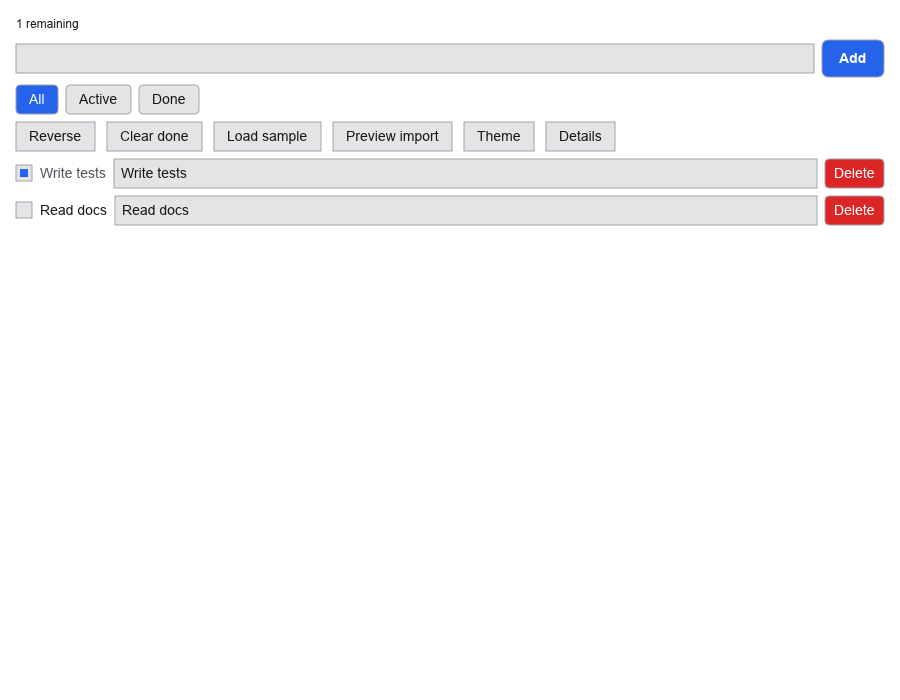 1 remaining
Add
All Active Done
Reverse Clear done Load sample Preview import Theme Details
Write tests Write tests Delete
Read docs Read docs Delete